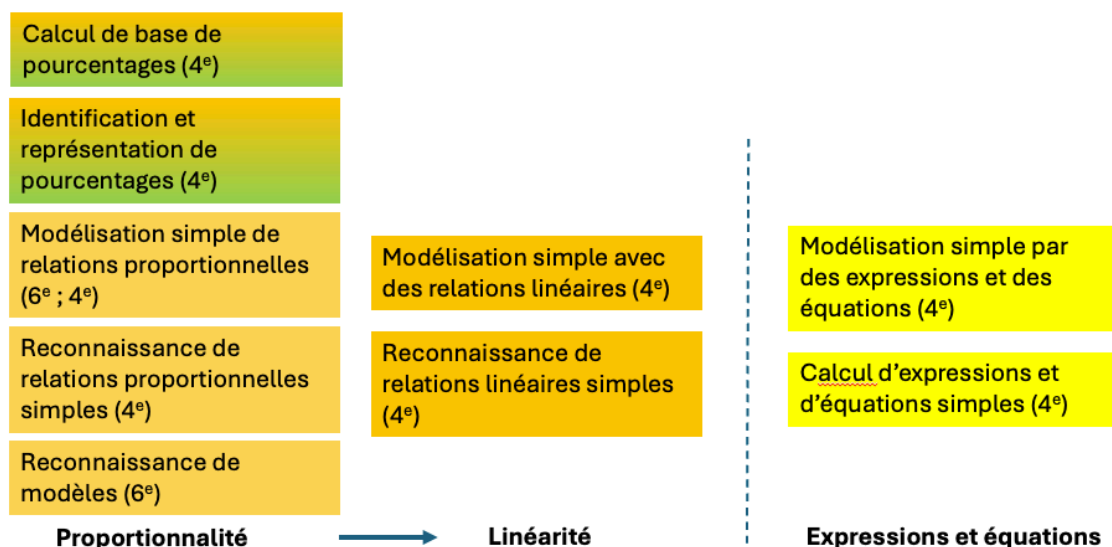 Calcul de base de
pourcentages (4ᵉ)
Identification et
représentation de
pourcentages (4ᵉ)
Modélisation simple de
relations proportionnelles
(6ᵉ ; 4ᵉ)
Reconnaissance de
relations proportionnelles
simples (4ᵉ)
Reconnaissance de
modèles (6ᵉ)
Proportionnalité
Modélisation simple avec
des relations linéaires (4ᵉ)
Reconnaissance de
relations linéaires simples
(4ᵉ)
Linéarité
Modélisation simple par
des expressions et des
équations (4ᵉ)
Calcul d’expressions et
d’équations simples (4ᵉ)
Expressions et équations